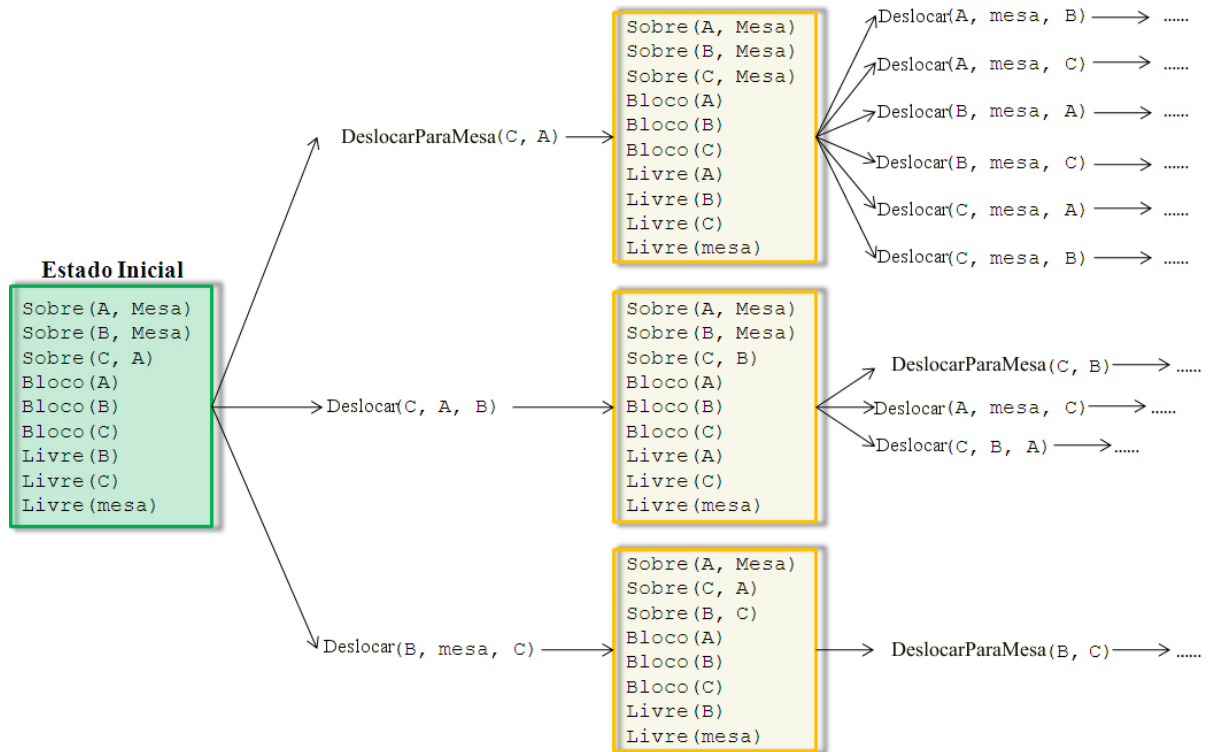 Estado Inicial
Sobre(A, Mesa)
Sobre(B, Mesa)
Sobre(C, A)
Bloco(A)
Bloco(B)
Bloco(C)
Livre(B)
Livre(C)
Livre(mesa)
DeslocarParaMesa(C, A)
Sobre(A, Mesa)
Sobre(B, Mesa)
Sobre(C, Mesa)
Bloco(A)
Bloco(B)
Bloco(C)
Livre(A)
Livre(B)
Livre(C)
Livre(mesa)
Deslocar(A, mesa, B) ......
Deslocar(A, mesa, C) ......
Deslocar(B, mesa, A) ......
Deslocar(B, mesa, C) ......
Deslocar(C, mesa, A) ......
Deslocar(C, mesa, B) ......
Deslocar(C, A, B)
Sobre(A, Mesa)
Sobre(B, Mesa)
Sobre(C, B)
Bloco(A)
Bloco(B)
Bloco(C)
Livre(A)
Livre(C)
Livre(mesa)
DeslocarParaMesa(C, B) ......
Deslocar(A, mesa, C) ......
Deslocar(C, B, A) ......
Deslocar(B, mesa, C)
Sobre(A, Mesa)
Sobre(C, A)
Sobre(B, C)
Bloco(A)
Bloco(B)
Bloco(C)
Livre(B)
Livre(mesa)
DeslocarParaMesa(B, C) ......